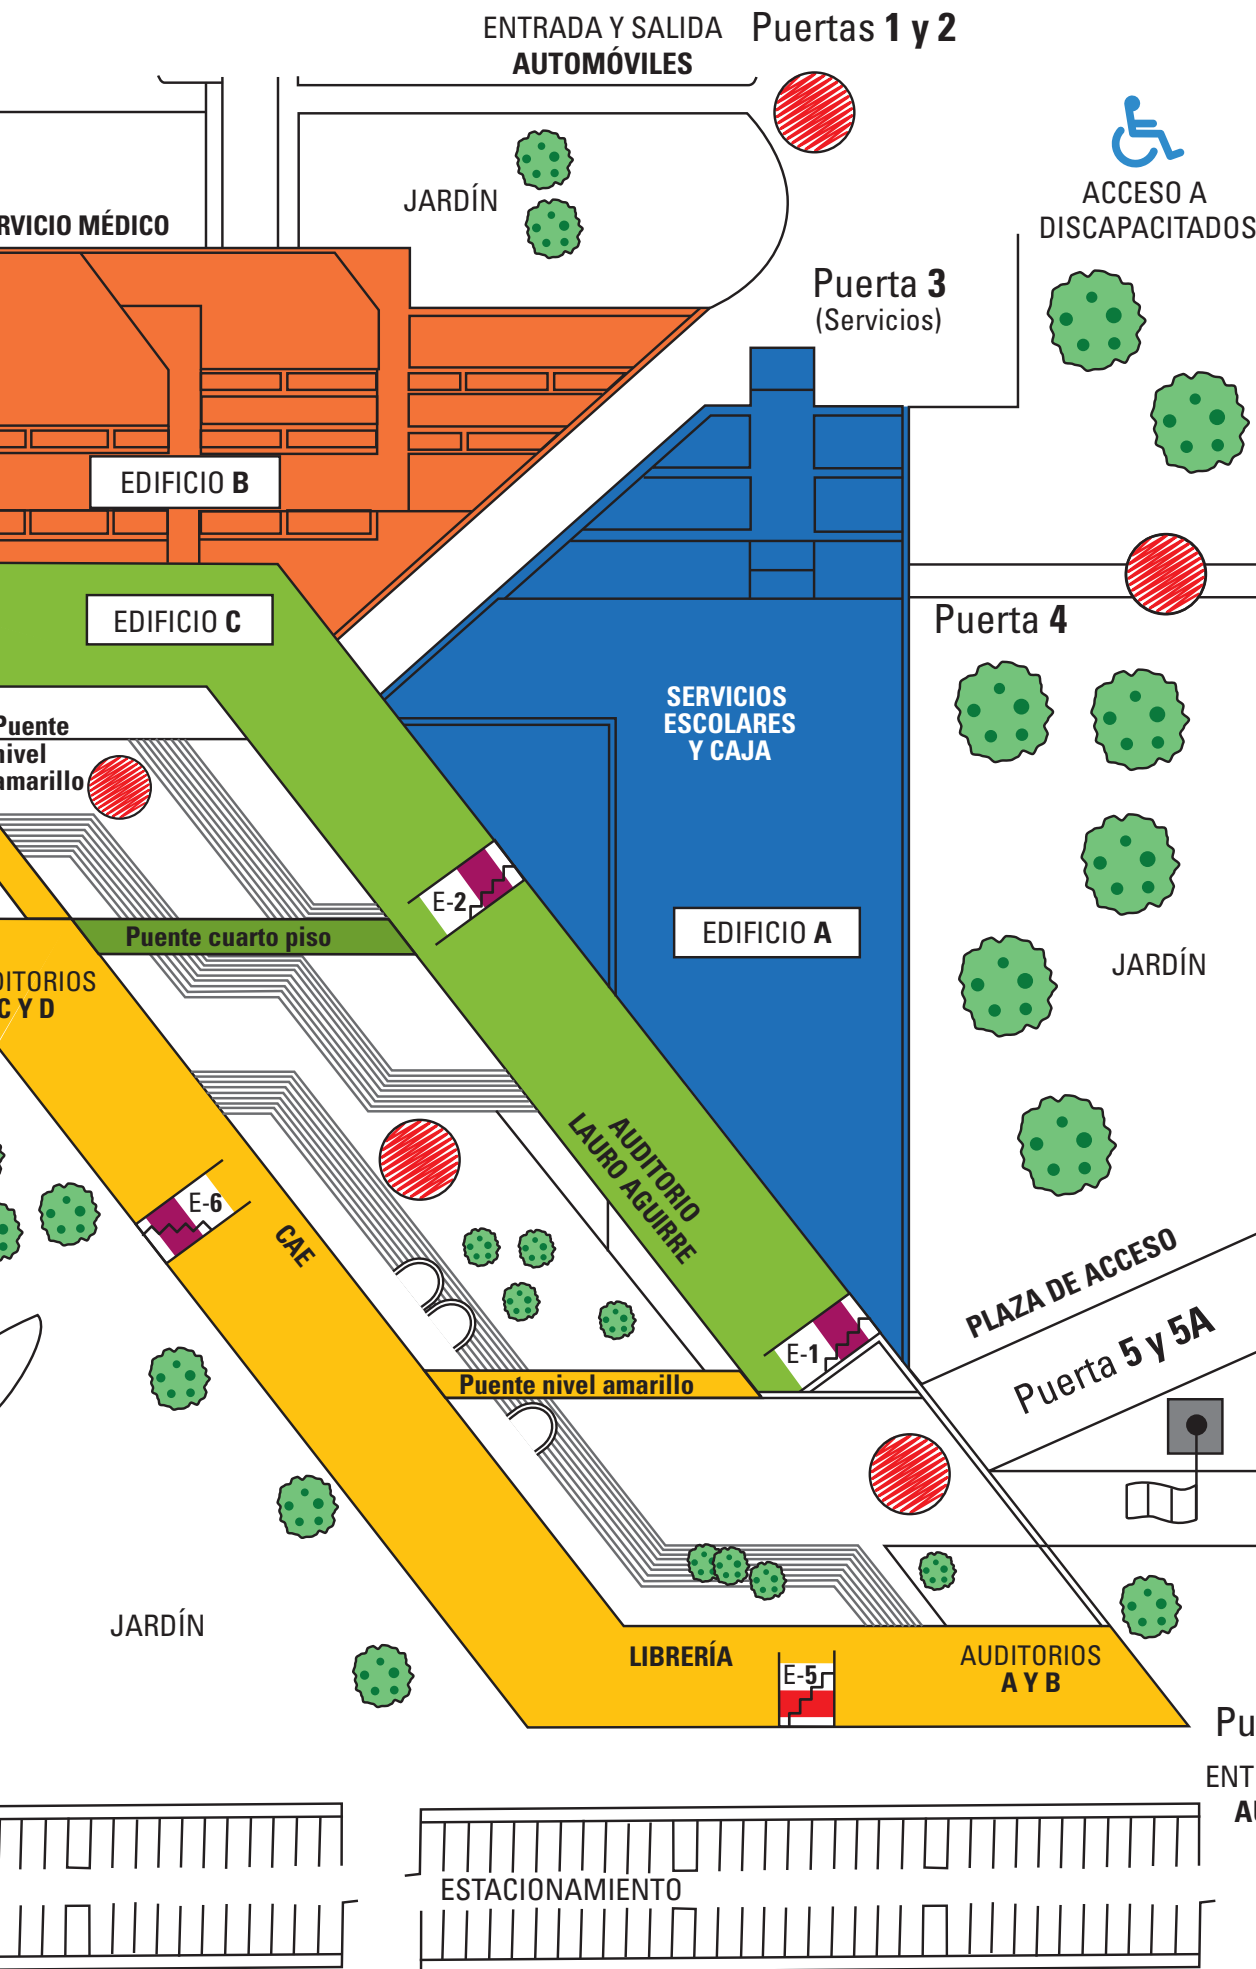 ENTRADA Y SALIDA
AUTOMÓVILES
Puertas 1 y 2
ACCESO A
DISCAPACITADOS
JARDÍN
RVICIO MÉDICO
Puerta 3
(Servicios)
EDIFICIO B
EDIFICIO C
Puerta 4
SERVICIOS
ESCOLARES
Y CAJA
Puente
nivel
amarillo
E-2
EDIFICIO A
Puente cuarto piso
JARDÍN
DITORIOS
C Y D
AUDITORIO
LAURO AGUIRRE
E-6
CAE
PLAZA DE ACCESO
Puerta 5 y 5A
E-1
Puente nivel amarillo
JARDÍN
LIBRERÍA
E-5
AUDITORIOS
A Y B
Pu
ENT
AU
ESTACIONAMIENTO